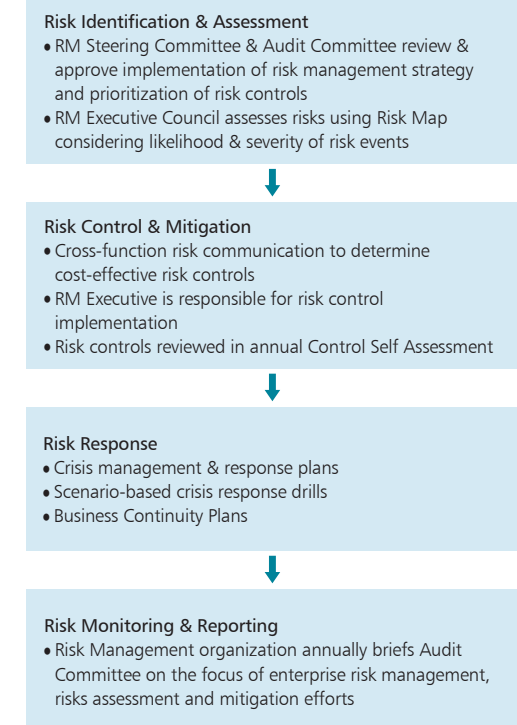 Risk Identification & Assessment
• RM Steering Committee & Audit Committee review &
approve implementation of risk management strategy
and prioritization of risk controls
• RM Executive Council assesses risks using Risk Map
considering likelihood & severity of risk events
Risk Control & Mitigation
• Cross-function risk communication to determine
cost-effective risk controls
• RM Executive is responsible for risk control
implementation
• Risk controls reviewed in annual Control Self Assessment
Risk Response
• Crisis management & response plans
• Scenario-based crisis response drills
• Business Continuity Plans
Risk Monitoring & Reporting
• Risk Management organization annually briefs Audit
Committee on the focus of enterprise risk management,
risks assessment and mitigation efforts